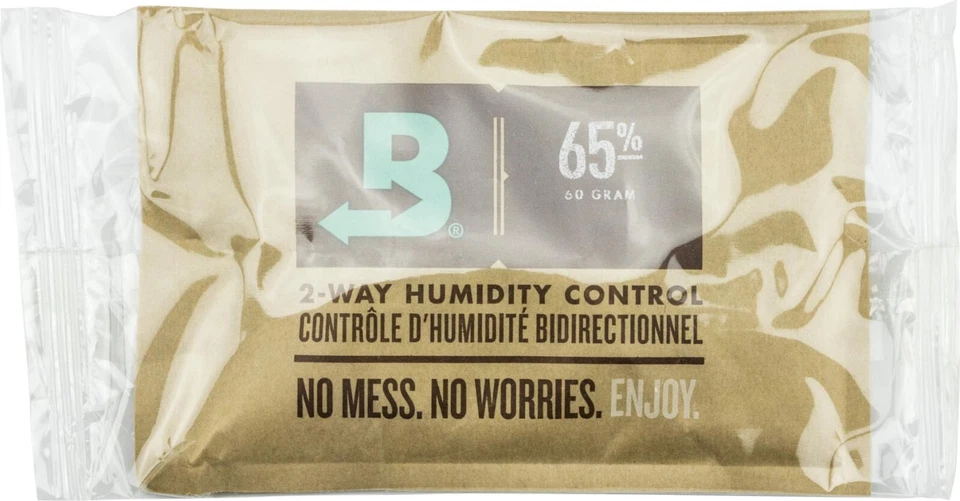 B®
65%
60 GRAM
2-WAY HUMIDITY CONTROL
CONTRÔLE D'HUMIDITÉ BIDIRECTIONNEL
NO MESS. NO WORRIES. ENJOY.